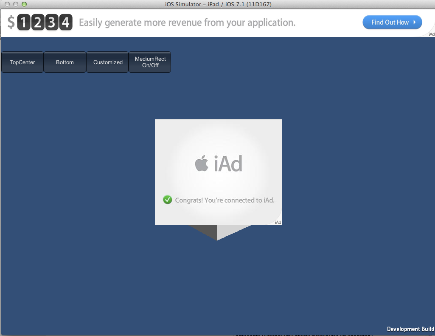 iOS Simulator - iPad / iOS 7.1 (11D167)
$1234 Easily generate more revenue from your application. Find Out How
iAd
TopCenter Bottom Customized MediumRect On/Off
iAd
Congrats! You're connected to iAd.
iAd
Development Build